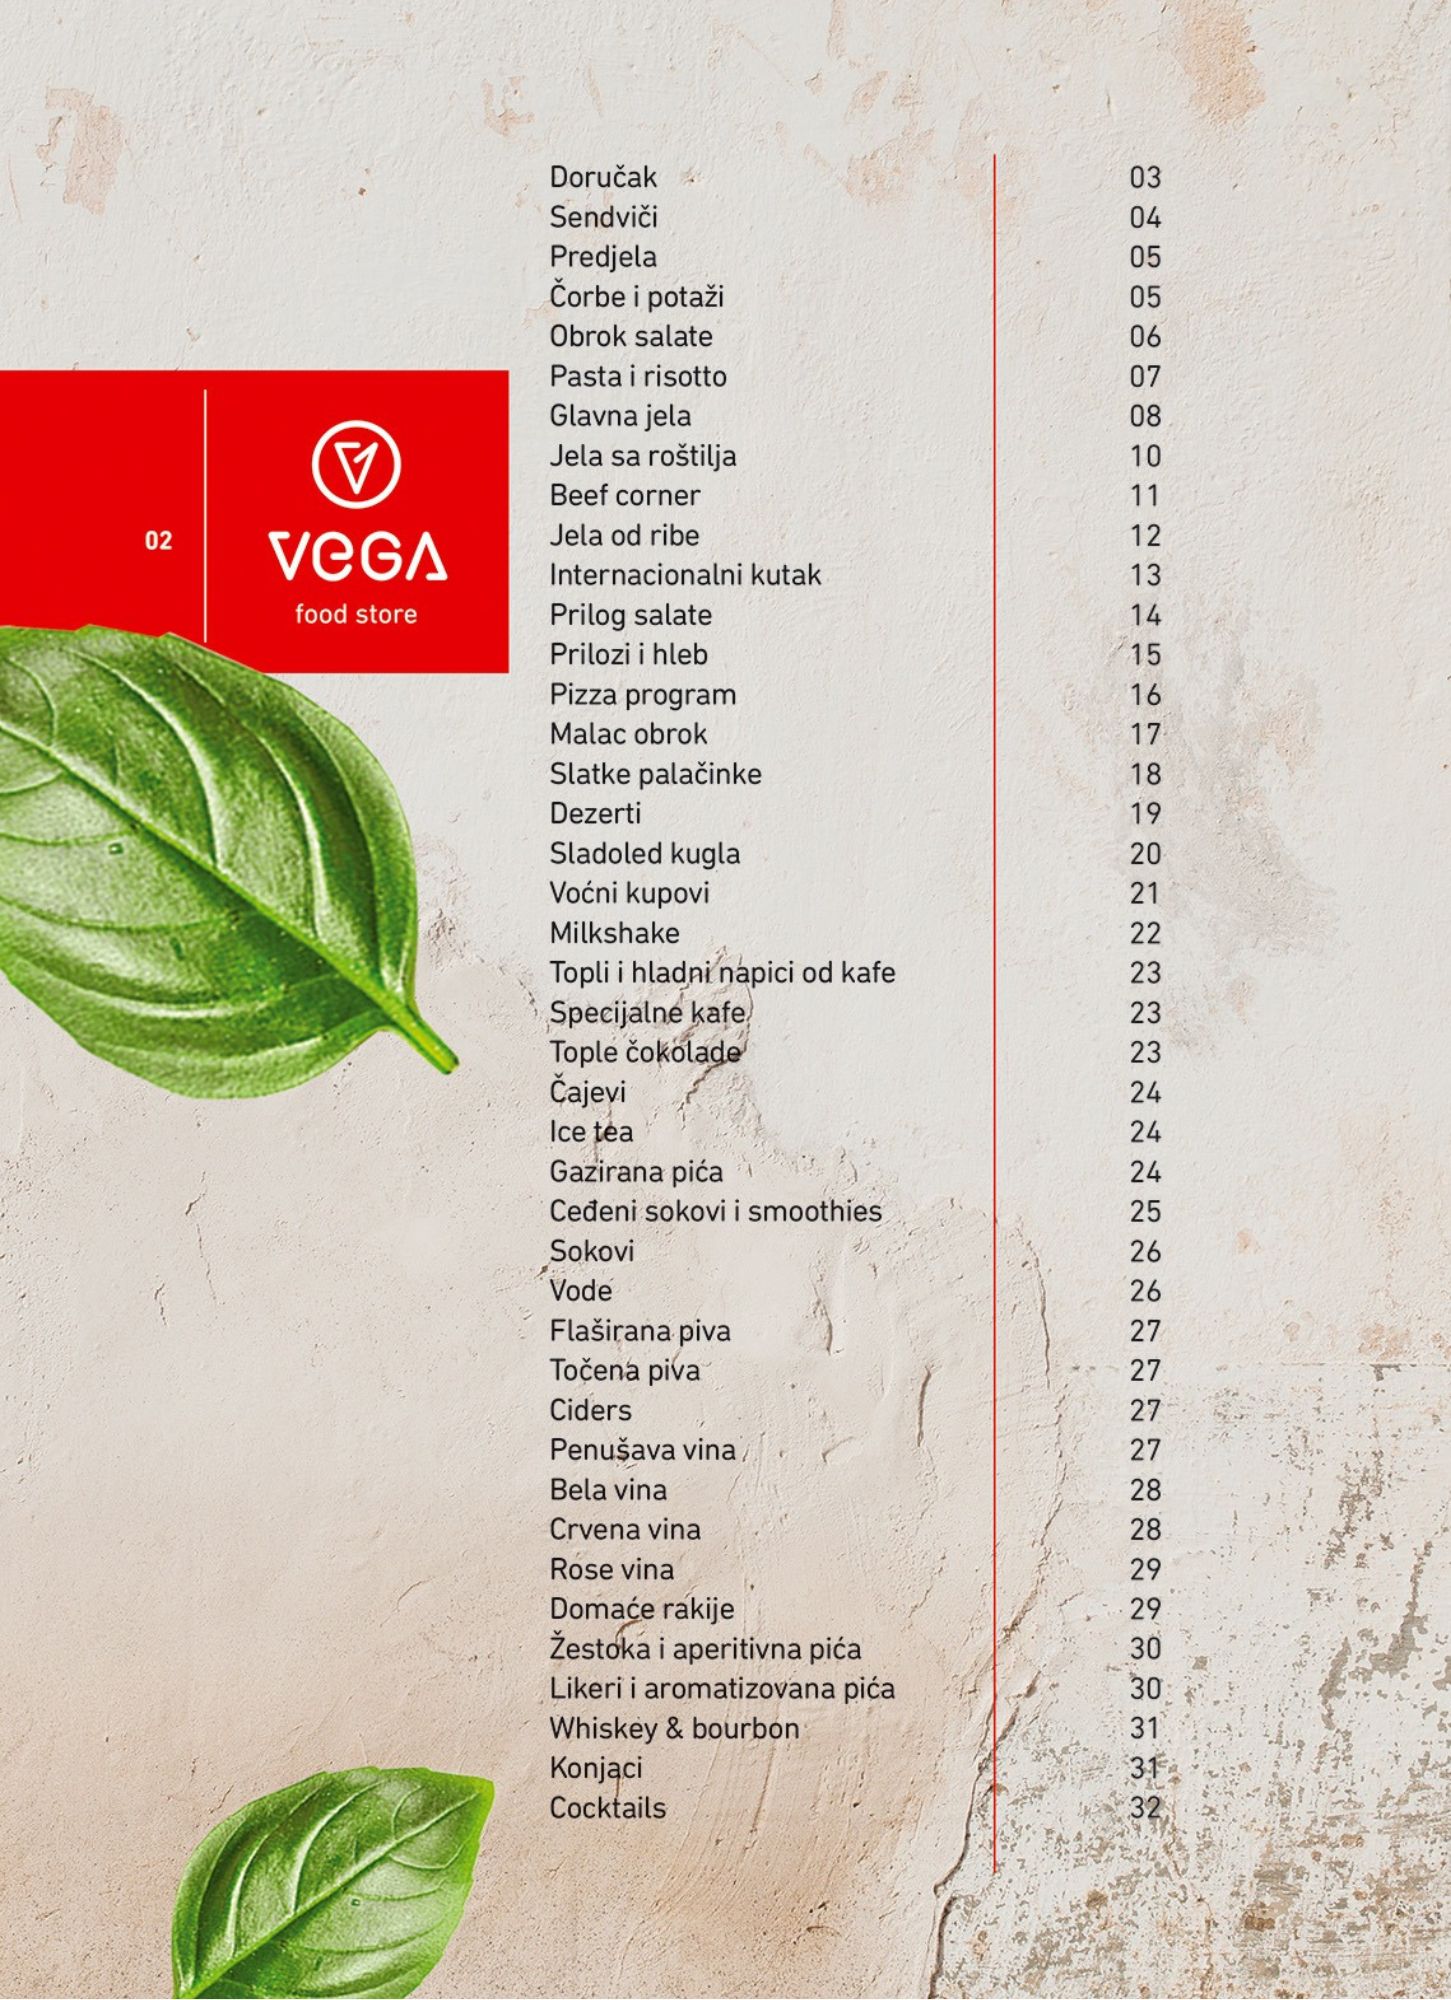 Doručak 03
Sendviči 04
Predjela 05
Čorbe i potaži 05
Obrok salate 06
Pasta i risotto 07
Glavna jela 08
Jela sa roštilja 10
Beef corner 11
Jela od ribe 12
Internacionalni kutak 13
Prilog salate 14
Prilozi i hleb 15
Pizza program 16
Malac obrok 17
Slatke palačinke 18
Dezerti 19
Sladoled kugla 20
Voćni kupovi 21
Milkshake 22
Topli i hladni napici od kafe 23
Specijalne kafe 23
Tople čokolade 23
Čajevi 24
Ice tea 24
Gazirana pića 24
Ceđeni sokovi i smoothies 25
Sokovi 26
Vode 26
Flaširana piva 27
Točena piva 27
Ciders 27
Penušava vina 27
Bela vina 28
Crvena vina 28
Rose vina 29
Domaće rakije 29
Žestoka i aperitivna pića 30
Likeri i aromatizovana pića 30
Whiskey & bourbon 31
Konjaci 31
Cocktails 32
02
VEGA
food store